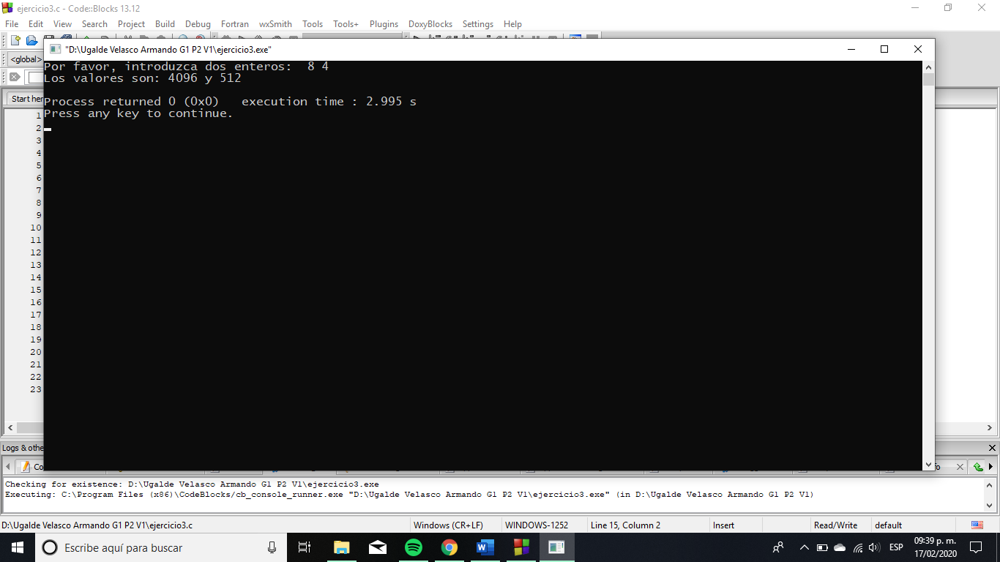 ejercicio3.c - Code::Blocks 13.12
File Edit View Search Project Build Debug Fortran wxSmith Tools Tools+ Plugins DoxyBlocks Settings Help
<global>
"D:\Ugalde Velasco Armando G1 P2 V1\ejercicio3.exe"
Por favor, introduzca dos enteros:  8 4
Los valores son: 4096 y 512
Process returned 0 (0x0)   execution time : 2.995 s
Press any key to continue.
Start her
1
2
3
4
5
6
7
8
9
10
11
12
13
14
15
16
17
18
19
20
21
22
23
Logs & othe
Co
fo
Checking for existence: D:\Ugalde Velasco Armando G1 P2 V1\ejercicio3.exe
Executing: C:\Program Files (x86)\CodeBlocks/cb_console_runner.exe "D:\Ugalde Velasco Armando G1 P2 V1\ejercicio3.exe" (in D:\Ugalde Velasco Armando G1 P2 V1)
D:\Ugalde Velasco Armando G1 P2 V1\ejercicio3.c Windows (CR+LF) WINDOWS-1252 Line 15, Column 2 Insert Read/Write default
Escribe aquí para buscar
ESP
09:39 p. m.
17/02/2020